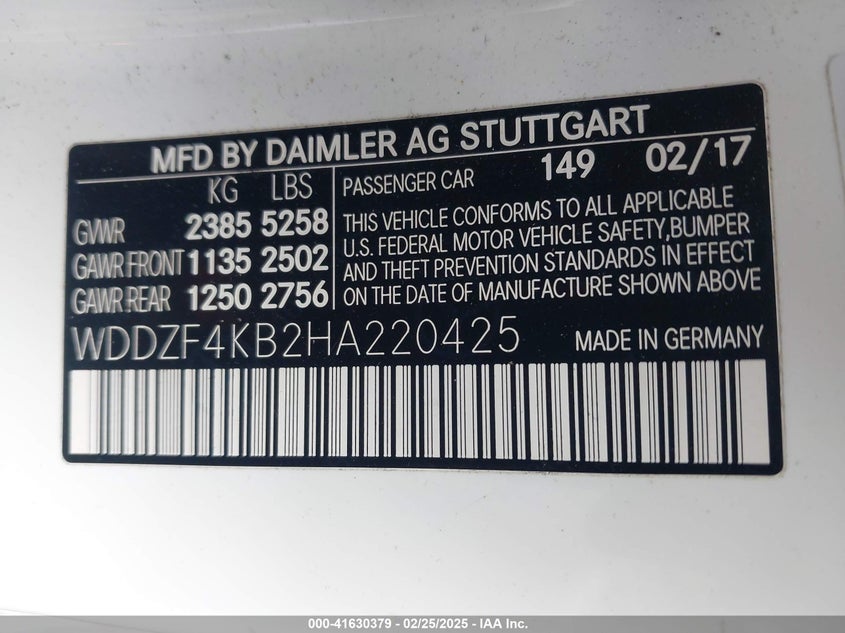 MFD BY DAIMLER AG STUTTGART
KG LBS
GVWR 2385 5258
GAWR FRONT 1135 2502
GAWR REAR 1250 2756
PASSENGER CAR 149 02/17
THIS VEHICLE CONFORMS TO ALL APPLICABLE
U.S. FEDERAL MOTOR VEHICLE SAFETY,BUMPER
AND THEFT PREVENTION STANDARDS IN EFFECT
ON THE DATE OF MANUFACTURE SHOWN ABOVE
WDDZF4KB2HA220425 MADE IN GERMANY
000-41630379 - 02/25/2025 - IAA Inc.